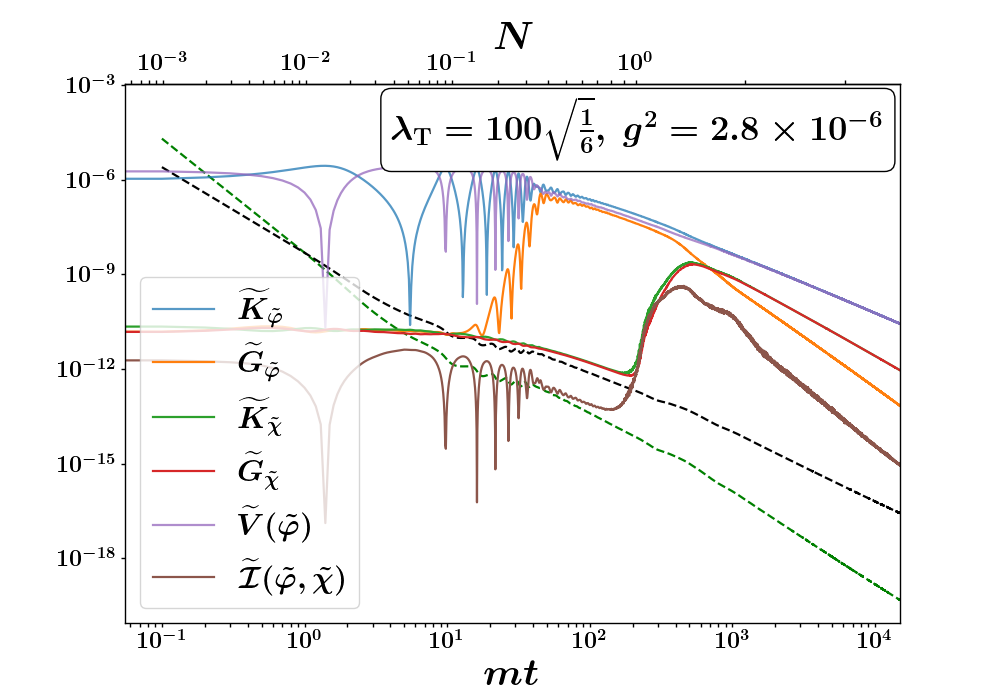 N
10⁻³ 10⁻² 10⁻¹ 10⁰
10⁻³
λ_T = 100√(1/6), g² = 2.8 × 10⁻⁶
10⁻⁶
10⁻⁹
K̃_φ̃
G̃_φ̃
10⁻¹²
K̃_χ̃
G̃_χ̃
10⁻¹⁵
Ṽ(φ̃)
10⁻¹⁸
Ĩ(φ̃, χ̃)
10⁻¹ 10⁰ 10¹ 10² 10³ 10⁴
mt